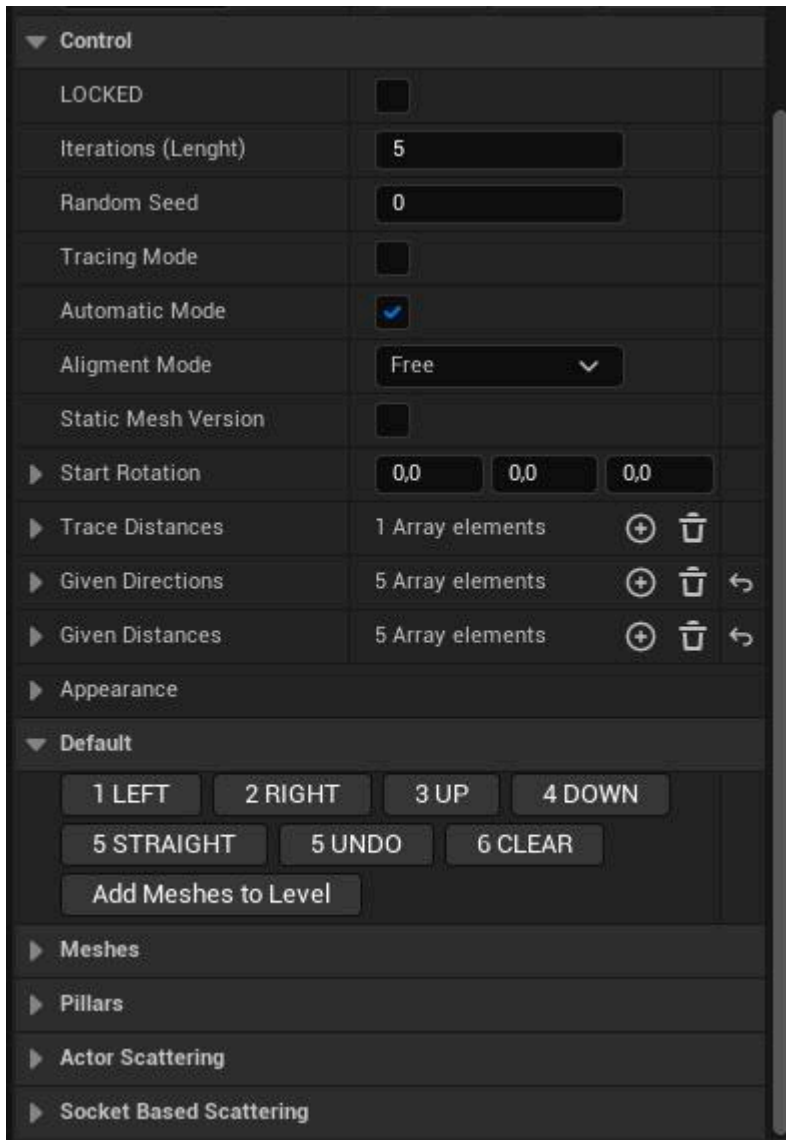 Control
LOCKED
Iterations (Lenght) 5
Random Seed 0
Tracing Mode
Automatic Mode
Aligment Mode Free
Static Mesh Version
Start Rotation 0,0 0,0 0,0
Trace Distances 1 Array elements
Given Directions 5 Array elements
Given Distances 5 Array elements
Appearance
Default
1 LEFT 2 RIGHT 3 UP 4 DOWN
5 STRAIGHT 5 UNDO 6 CLEAR
Add Meshes to Level
Meshes
Pillars
Actor Scattering
Socket Based Scattering